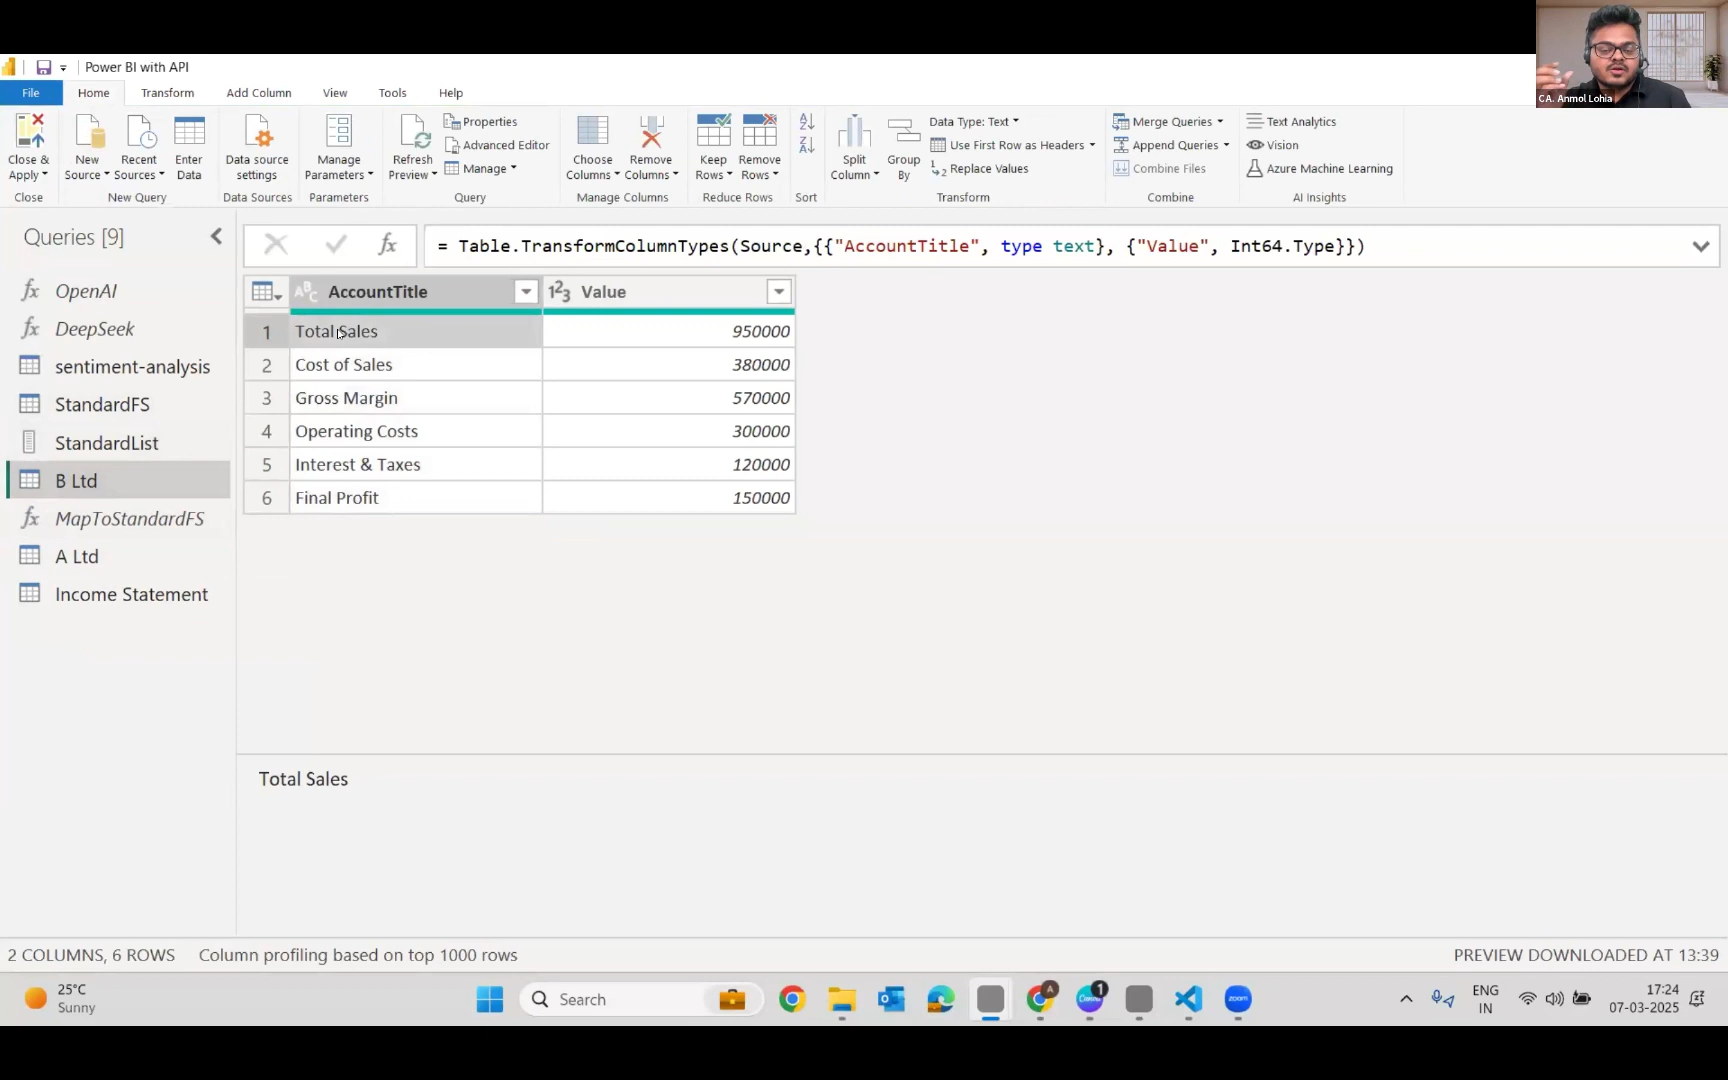 Power BI with API
CA. Anmol Lohia
File Home Transform Add Column View Tools Help
Close & Apply
New Source
Recent Sources
Enter Data
Data source settings
Manage Parameters
Refresh Preview
Properties
Advanced Editor
Manage
Choose Columns
Remove Columns
Keep Rows
Remove Rows
Split Column
Group By
Data Type: Text
Use First Row as Headers
Replace Values
Merge Queries
Append Queries
Combine Files
Text Analytics
Vision
Azure Machine Learning
Close New Query Data Sources Parameters Query Manage Columns Reduce Rows Sort Transform Combine AI Insights
Queries [9]
OpenAI
DeepSeek
sentiment-analysis
StandardFS
StandardList
B Ltd
MapToStandardFS
A Ltd
Income Statement
= Table.TransformColumnTypes(Source,{{"AccountTitle", type text}, {"Value", Int64.Type}})
AccountTitle Value
1 Total Sales 950000
2 Cost of Sales 380000
3 Gross Margin 570000
4 Operating Costs 300000
5 Interest & Taxes 120000
6 Final Profit 150000
Total Sales
2 COLUMNS, 6 ROWS Column profiling based on top 1000 rows PREVIEW DOWNLOADED AT 13:39
25°C
Sunny
Search
zoom
ENG
IN
17:24
07-03-2025